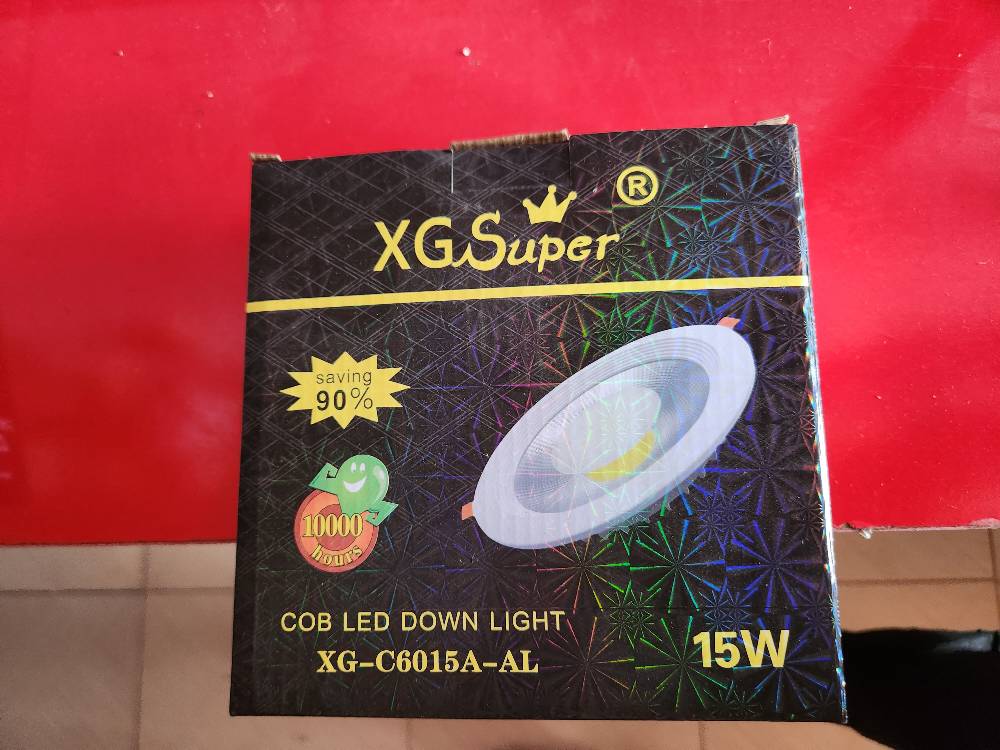 XGSuper®
saving
90%
10000
hours
COB LED DOWN LIGHT
XG-C6015A-AL
15W